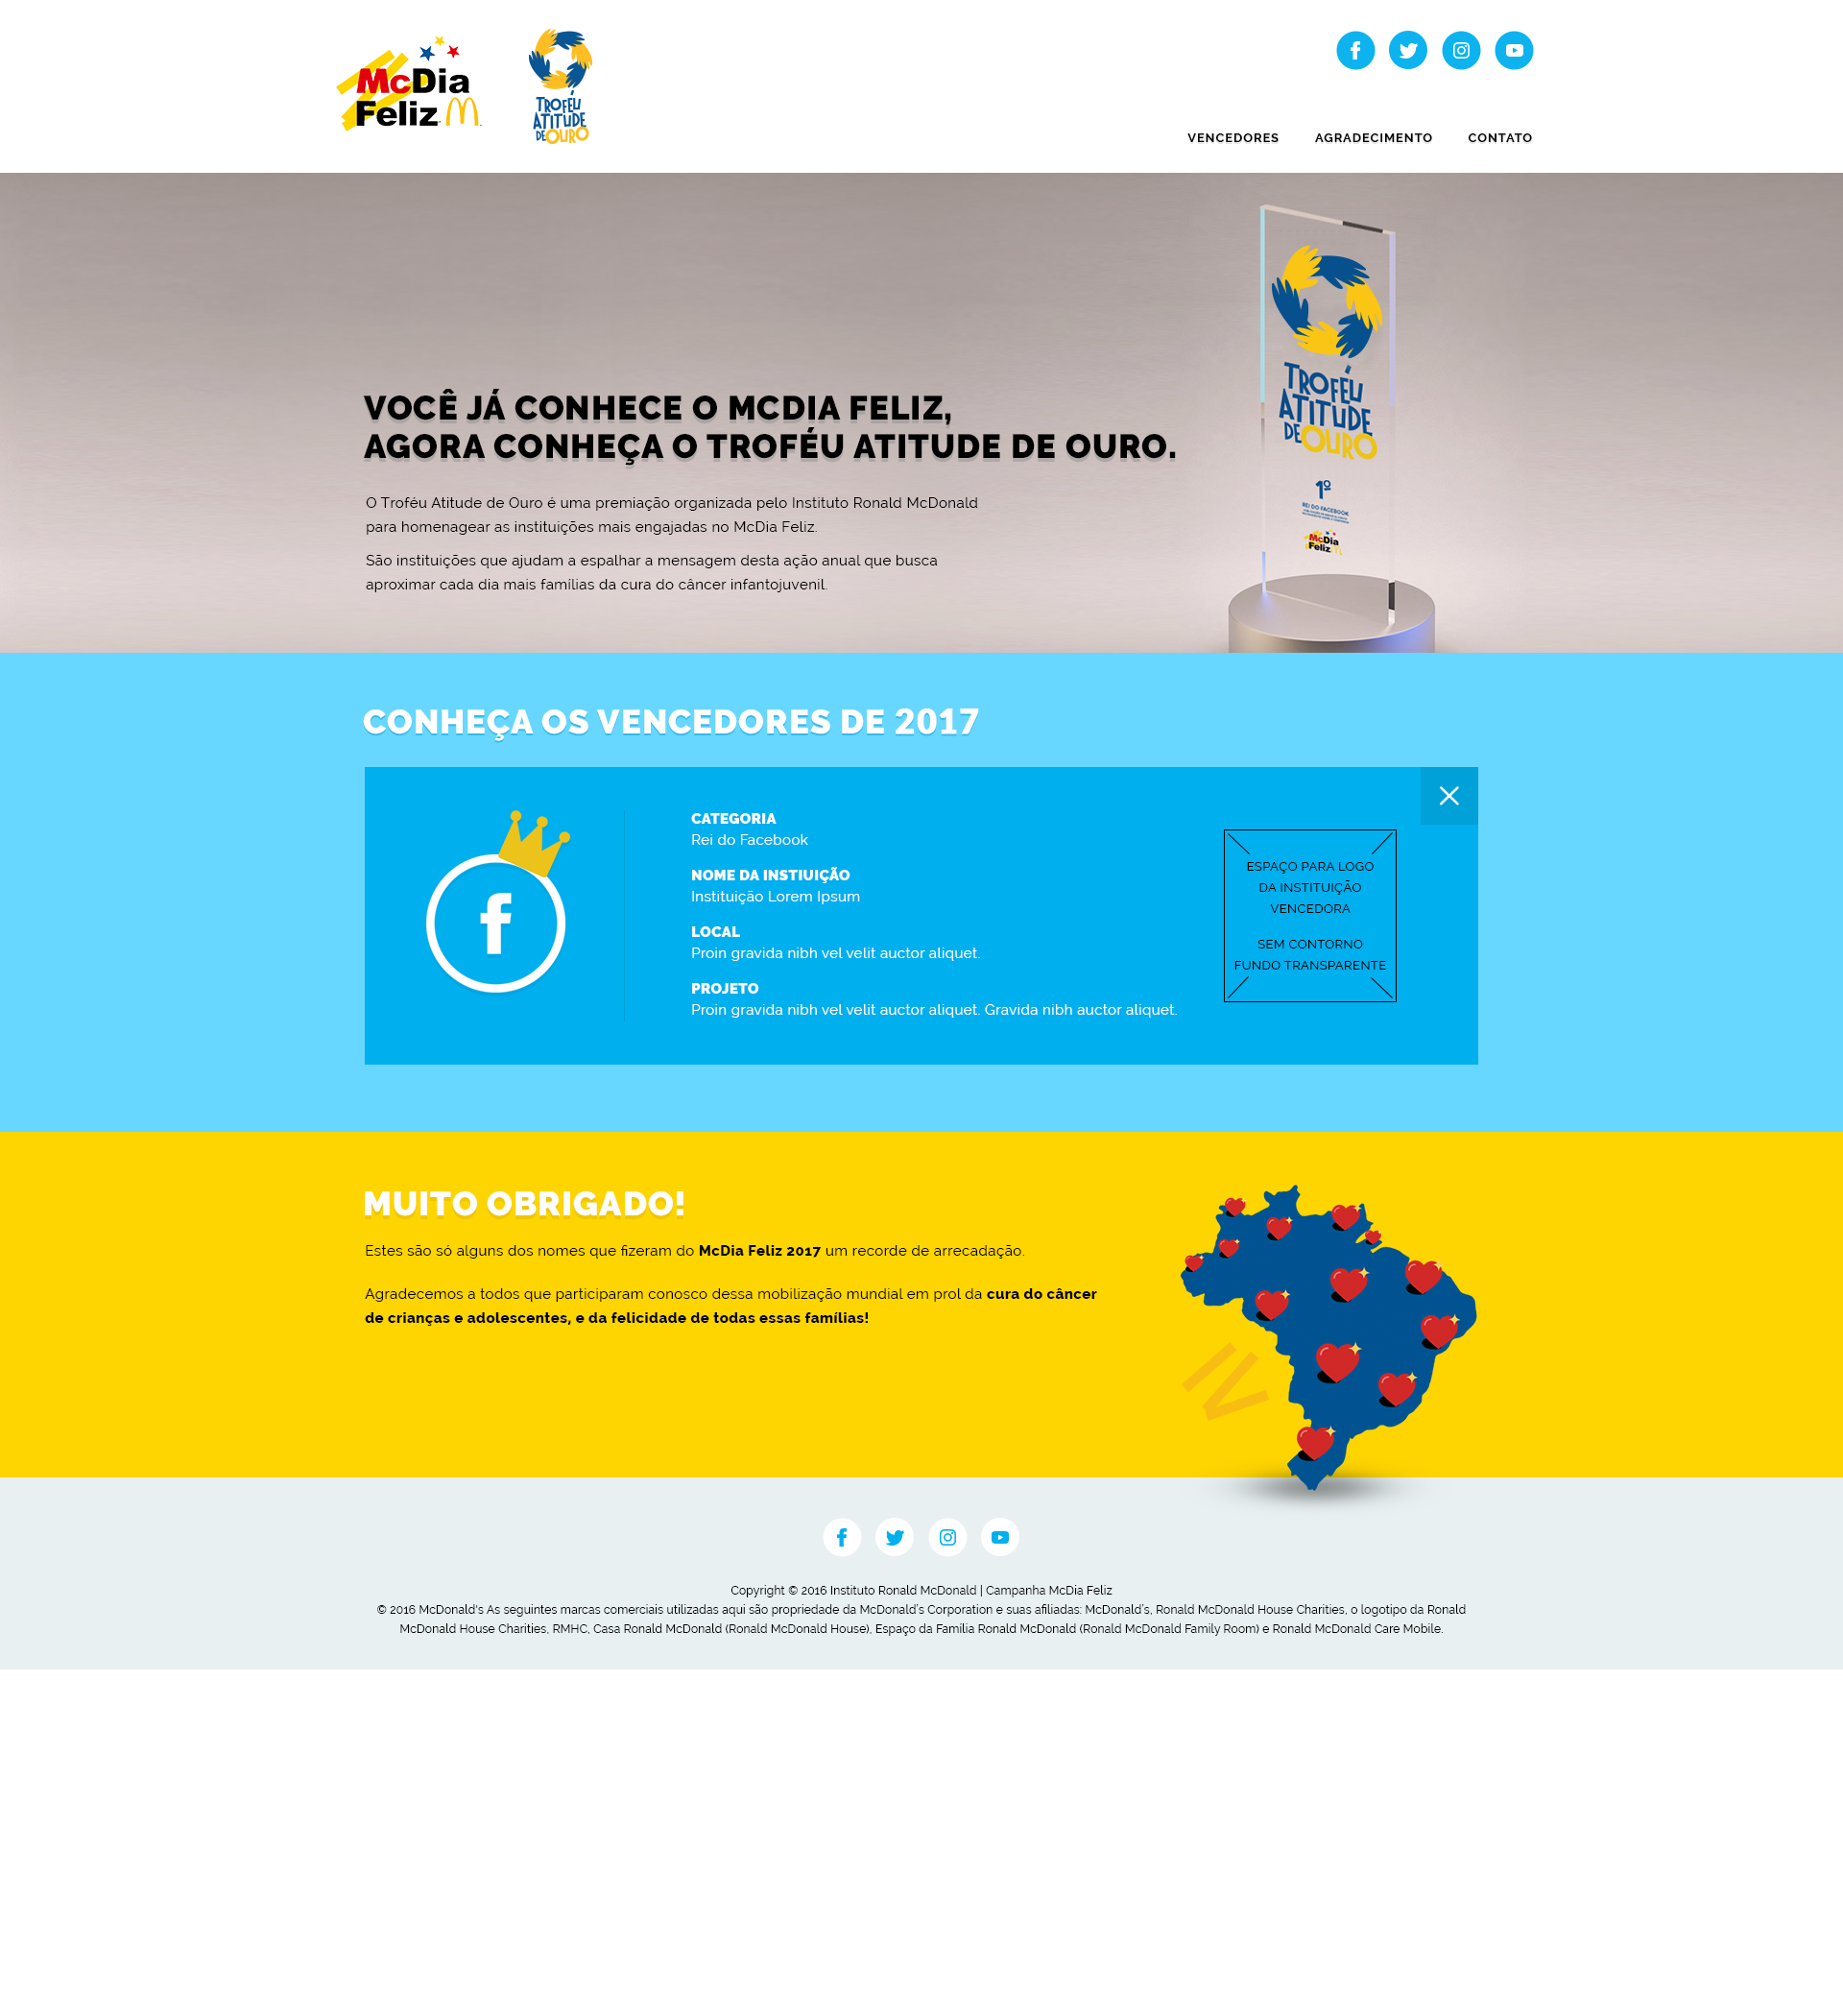 McDia
Feliz
TROFÉU
ATITUDE
DE OURO
VENCEDORES AGRADECIMENTO CONTATO
TROFÉU
ATITUDE
DE OURO
1º
REI DO FACEBOOK
McDia
Feliz
VOCÊ JÁ CONHECE O MCDIA FELIZ,
AGORA CONHEÇA O TROFÉU ATITUDE DE OURO.
O Troféu Atitude de Ouro é uma premiação organizada pelo Instituto Ronald McDonald
para homenagear as instituições mais engajadas no McDia Feliz.
São instituições que ajudam a espalhar a mensagem desta ação anual que busca
aproximar cada dia mais famílias da cura do câncer infantojuvenil.
CONHEÇA OS VENCEDORES DE 2017
CATEGORIA
Rei do Facebook
NOME DA INSTIUIÇÃO
Instituição Lorem Ipsum
LOCAL
Proin gravida nibh vel velit auctor aliquet.
PROJETO
Proin gravida nibh vel velit auctor aliquet. Gravida nibh auctor aliquet.
ESPAÇO PARA LOGO
DA INSTITUIÇÃO
VENCEDORA
SEM CONTORNO
FUNDO TRANSPARENTE
MUITO OBRIGADO!
Estes são só alguns dos nomes que fizeram do McDia Feliz 2017 um recorde de arrecadação.
Agradecemos a todos que participaram conosco dessa mobilização mundial em prol da cura do câncer
de crianças e adolescentes, e da felicidade de todas essas famílias!
Copyright © 2016 Instituto Ronald McDonald | Campanha McDia Feliz
© 2016 McDonald's As seguintes marcas comerciais utilizadas aqui são propriedade da McDonald's Corporation e suas afiliadas: McDonald's, Ronald McDonald House Charities, o logotipo da Ronald
McDonald House Charities, RMHC, Casa Ronald McDonald (Ronald McDonald House), Espaço da Família Ronald McDonald (Ronald McDonald Family Room) e Ronald McDonald Care Mobile.